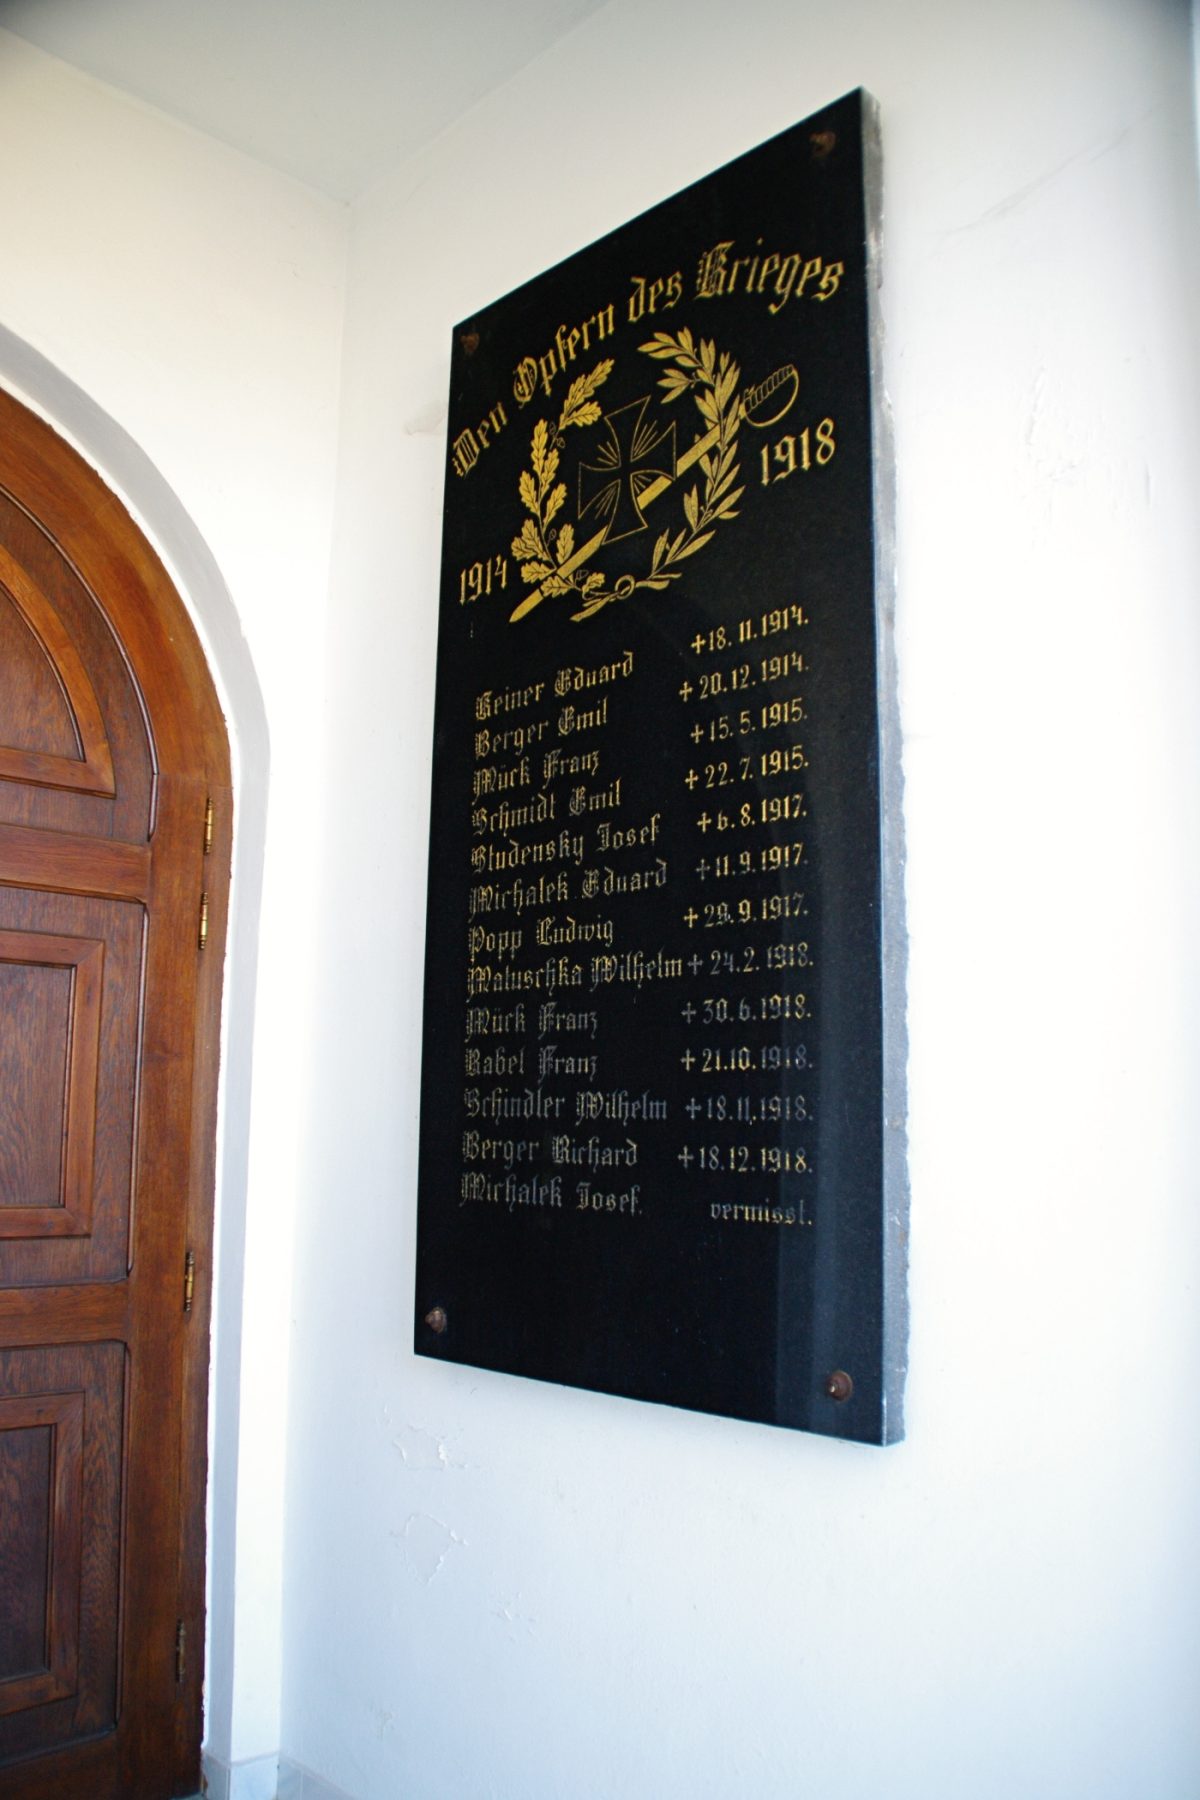 Den Opfern des Krieges
1914 1918
Keiner Eduard +18.11.1914.
Berger Emil +20.12.1914.
Mück Franz +15.5.1915.
Schmidt Emil +22.7.1915.
Studensky Josef +6.8.1917.
Michalek Eduard +11.9.1917.
Popp Ludwig +29.9.1917.
Matuschka Wilhelm +24.2.1918.
Mück Franz +30.6.1918.
Rabel Franz +21.10.1918.
Schindler Wilhelm +18.11.1918.
Berger Richard +18.12.1918.
Michalek Josef. vermisst.